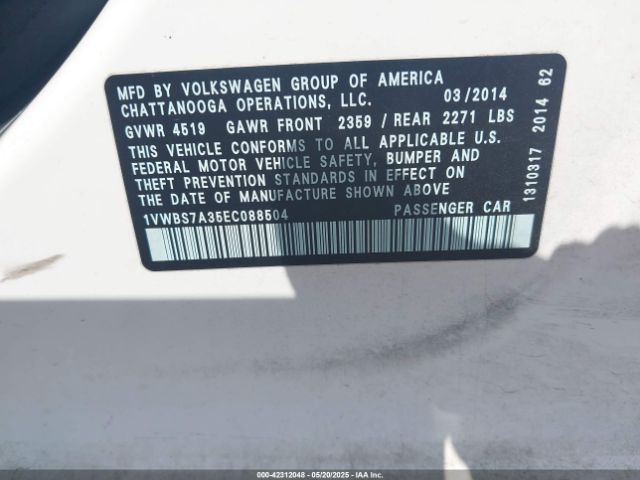 MFD BY VOLKSWAGEN GROUP OF AMERICA
CHATTANOOGA OPERATIONS, LLC. 03/2014
GVWR 4519 GAWR FRONT 2359 / REAR 2271 LBS
THIS VEHICLE CONFORMS TO ALL APPLICABLE U.S.
FEDERAL MOTOR VEHICLE SAFETY, BUMPER AND
THEFT PREVENTION STANDARDS IN EFFECT ON
THE DATE OF MANUFACTURE SHOWN ABOVE
1VWBS7A35EC088504 PASSENGER CAR
1310317 2014 62
000-42312048 - 05/20/2025 - IAA Inc.